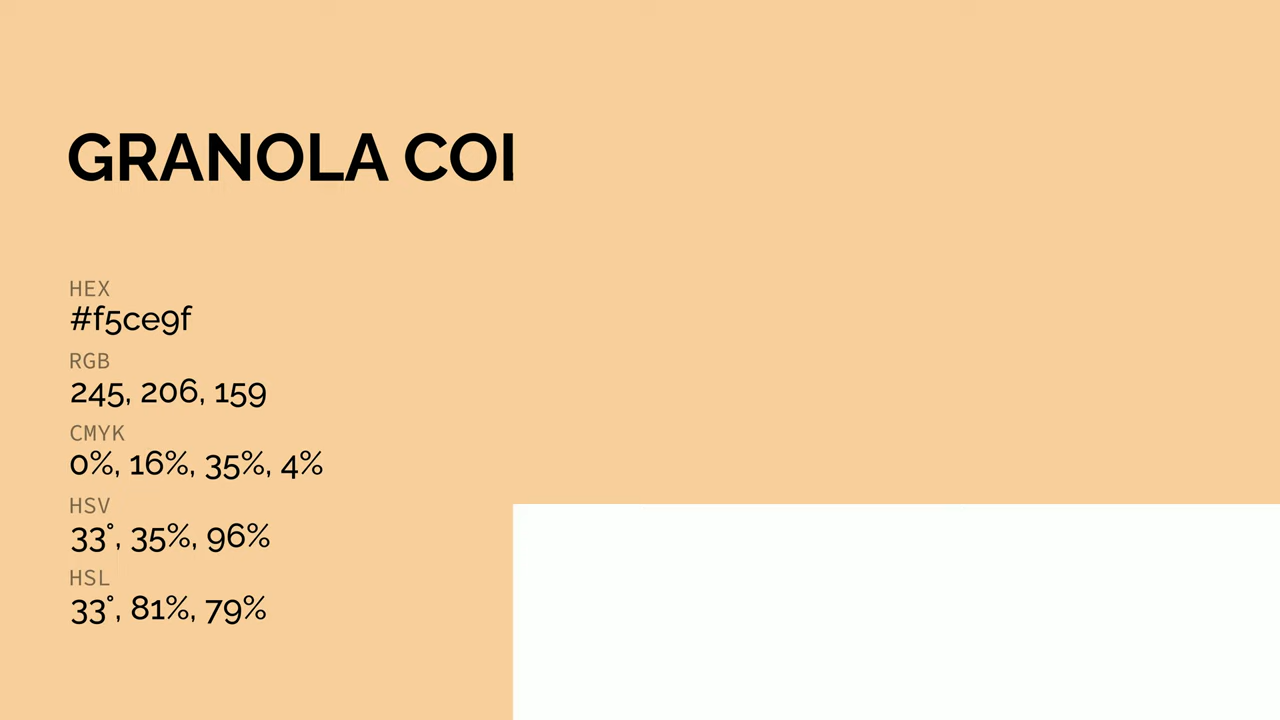 GRANOLA
HEX
#f5ce9f
RGB
245, 206, 159
CMYK
0%, 16%, 35%, 4%
HSV
33°, 35%, 96%
HSL
33°, 81%, 79%